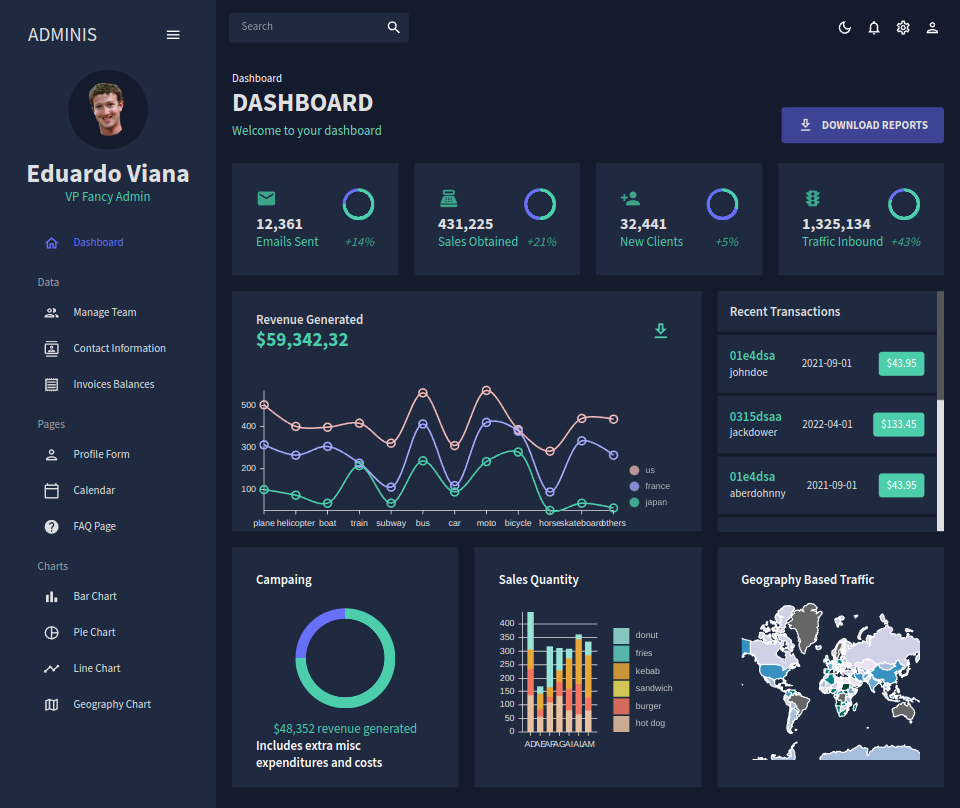 ADMINIS
Eduardo Viana
VP Fancy Admin
Dashboard
Data
Manage Team
Contact Information
Invoices Balances
Pages
Profile Form
Calendar
FAQ Page
Charts
Bar Chart
Pie Chart
Line Chart
Geography Chart
Search
Dashboard
DASHBOARD
Welcome to your dashboard
DOWNLOAD REPORTS
12,361
Emails Sent +14%
431,225
Sales Obtained +21%
32,441
New Clients +5%
1,325,134
Traffic Inbound +43%
Revenue Generated
$59,342,32
500
400
300
200
100
plane helicopter boat train subway bus car moto bicycle horse skateboard others
us
france
japan
Recent Transactions
01e4dsa
johndoe
2021-09-01
$43.95
0315dsaa
jackdower
2022-04-01
$133.45
01e4dsa
aberdohnny
2021-09-01
$43.95
Campaing
$48,352 revenue generated
Includes extra misc
expenditures and costs
Sales Quantity
400
350
300
250
200
150
100
50
0
AD AE AF AG AI AL AM
donut
fries
kebab
sandwich
burger
hot dog
Geography Based Traffic